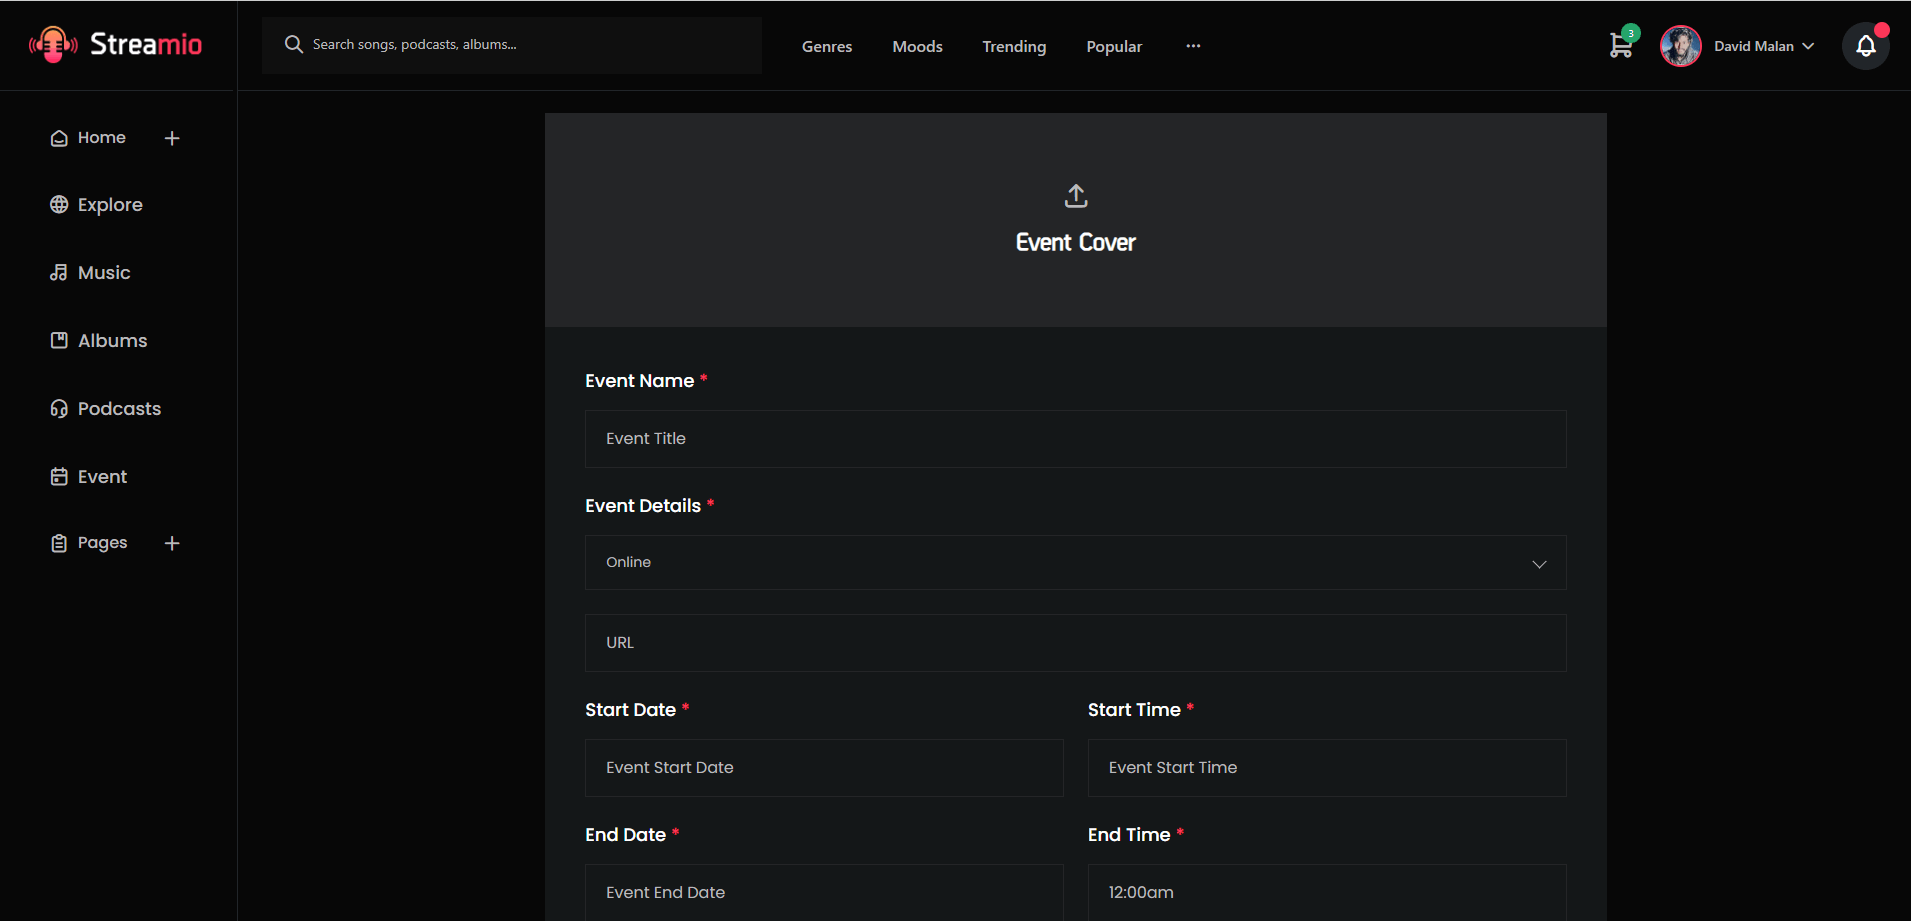 Streamio
Search songs, podcasts, albums...
Genres
Moods
Trending
Popular
...
3
David Malan
Home
Explore
Music
Albums
Podcasts
Event
Pages
Event Cover
Event Name *
Event Title
Event Details *
Online
URL
Start Date *
Start Time *
Event Start Date
Event Start Time
End Date *
End Time *
Event End Date
12:00am